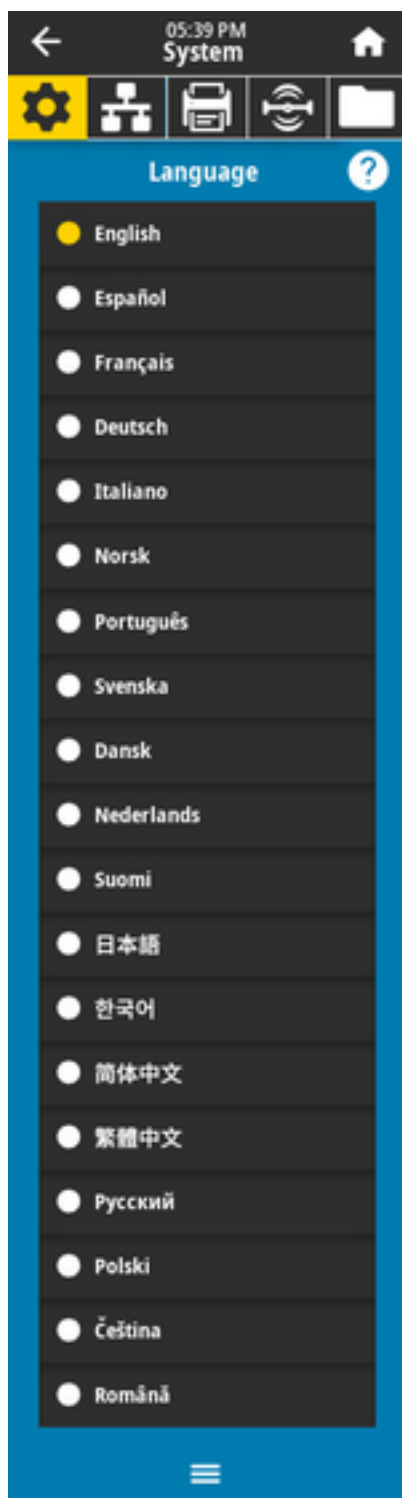 05:39 PM
System
Language
?
English
Español
Français
Deutsch
Italiano
Norsk
Português
Svenska
Dansk
Nederlands
Suomi
日本語
한국어
简体中文
繁體中文
Русский
Polski
Čeština
Română